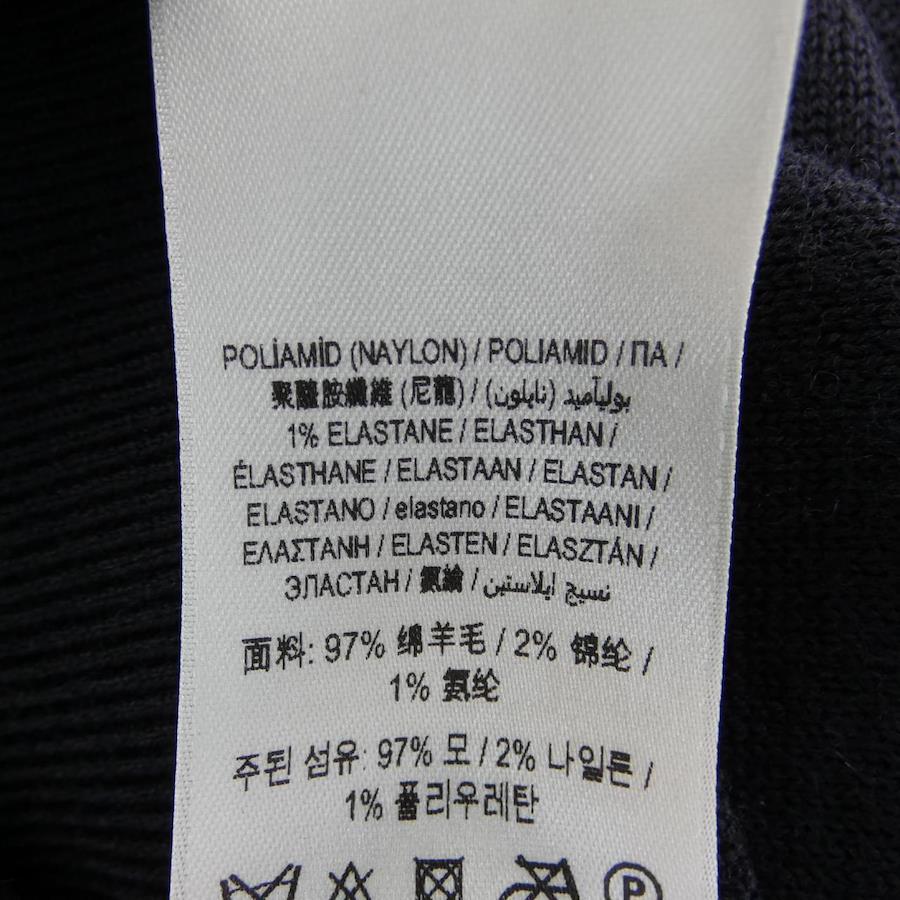 POLİAMİD (NAYLON) / POLIAMID / ПА /
聚醯胺纖維 (尼龍) / بوليآميد (نايلون)
1% ELASTANE / ELASTHAN /
ÉLASTHANE / ELASTAAN / ELASTAN /
ELASTANO / elastano / ELASTAANI /
ΕΛΑΣΤΑΝΗ / ELASTEN / ELASZTÁN /
ЭЛАСТАН / 氨綸 / نسيج ايلاستين
面料: 97% 绵羊毛 / 2% 锦纶 /
1% 氨纶
주된 섬유: 97% 모 / 2% 나일론 /
1% 폴리우레탄
P